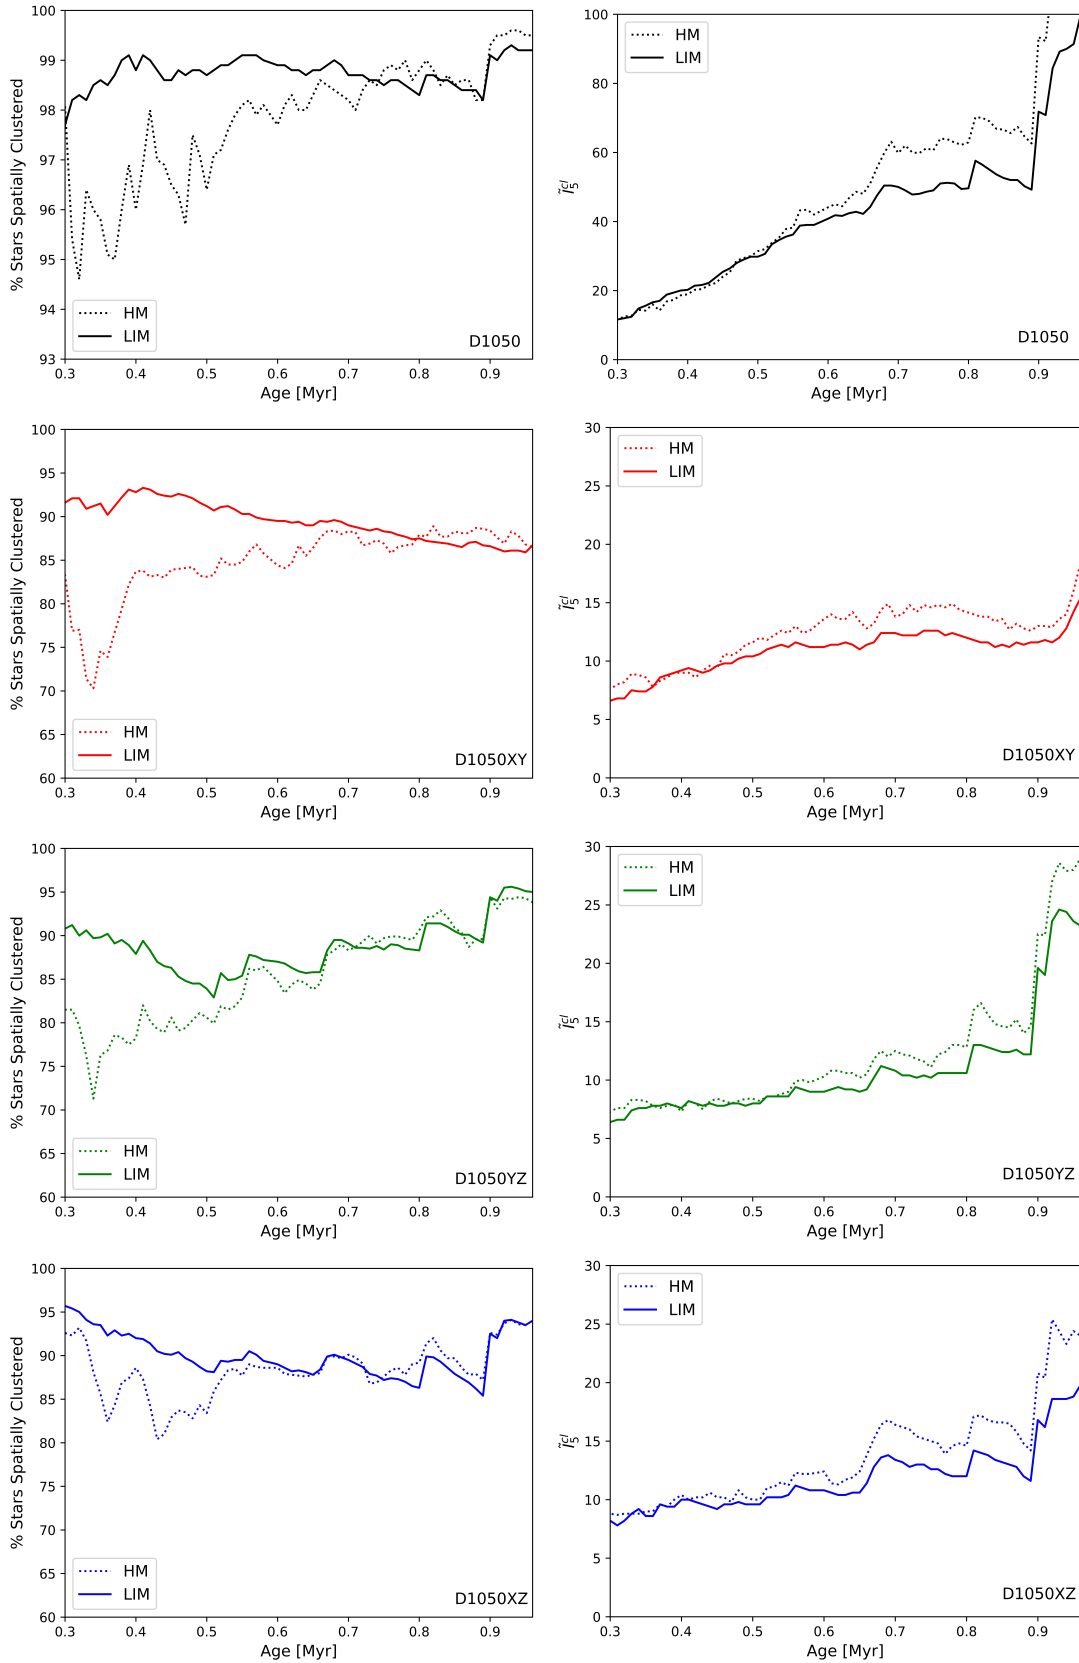 100
99
98
97
96
95
94
93
% Stars Spatially Clustered
HM
LIM
D1050
0.3 0.4 0.5 0.6 0.7 0.8 0.9
Age [Myr]
100
80
60
40
20
0
Ĩ₅ᶜˡ
HM
LIM
D1050
0.3 0.4 0.5 0.6 0.7 0.8 0.9
Age [Myr]
100
95
90
85
80
75
70
65
60
% Stars Spatially Clustered
HM
LIM
D1050XY
0.3 0.4 0.5 0.6 0.7 0.8 0.9
Age [Myr]
30
25
20
15
10
5
0
Ĩ₅ᶜˡ
HM
LIM
D1050XY
0.3 0.4 0.5 0.6 0.7 0.8 0.9
Age [Myr]
100
95
90
85
80
75
70
65
60
% Stars Spatially Clustered
HM
LIM
D1050YZ
0.3 0.4 0.5 0.6 0.7 0.8 0.9
Age [Myr]
30
25
20
15
10
5
0
Ĩ₅ᶜˡ
HM
LIM
D1050YZ
0.3 0.4 0.5 0.6 0.7 0.8 0.9
Age [Myr]
100
95
90
85
80
75
70
65
60
% Stars Spatially Clustered
HM
LIM
D1050XZ
0.3 0.4 0.5 0.6 0.7 0.8 0.9
Age [Myr]
30
25
20
15
10
5
0
Ĩ₅ᶜˡ
HM
LIM
D1050XZ
0.3 0.4 0.5 0.6 0.7 0.8 0.9
Age [Myr]